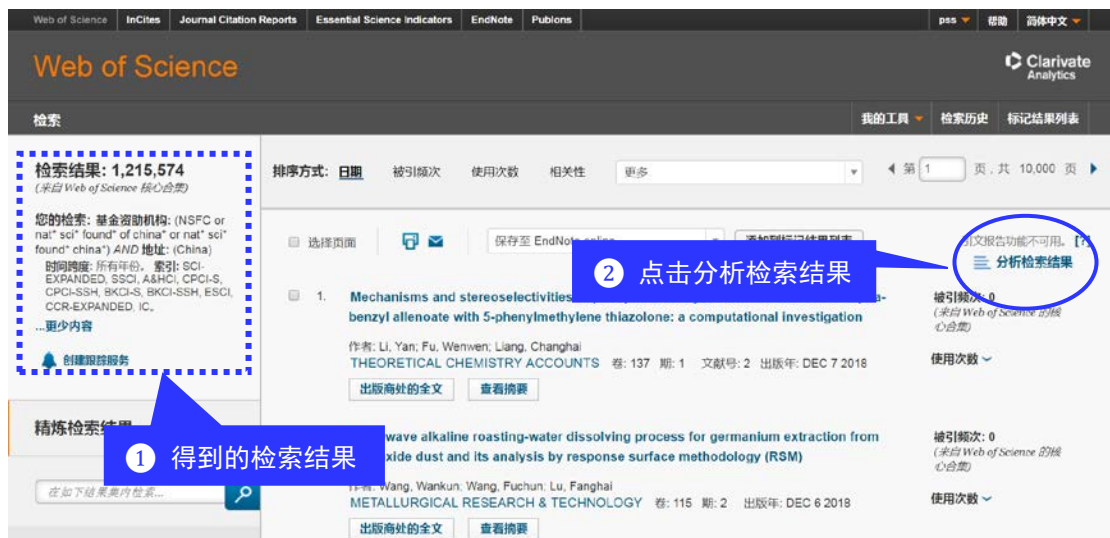 Web of Science InCites Journal Citation Reports Essential Science Indicators EndNote Publons pss 帮助 简体中文
Web of Science
Clarivate
Analytics
检索 我的工具 检索历史 标记结果列表
检索结果: 1,215,574
(来自 Web of Science 核心合集)
您的检索: 基金资助机构: (NSFC or
nat* sci* found* of china* or nat* sci*
found* china*) AND 地址: (China)
时间跨度: 所有年份。 索引: SCI-
EXPANDED, SSCI, A&HCI, CPCI-S,
CPCI-SSH, BKCI-S, BKCI-SSH, ESCI,
CCR-EXPANDED, IC。
...更少内容
创建跟踪服务
精炼检索结
在如下结果集内检索...
① 得到的检索结果
排序方式: 日期 被引频次 使用次数 相关性 更多 第 1 页，共 10,000 页
选择页面 保存至 EndNote online 添加到标记结果列表
引文报告功能不可用。 [?]
分析检索结果
② 点击分析检索结果
1. Mechanisms and stereoselectivities
benzyl allenoate with 5-phenylmethylene thiazolone: a computational investigation
作者: Li, Yan; Fu, Wenwen; Liang, Changhai
THEORETICAL CHEMISTRY ACCOUNTS 卷: 137 期: 1 文献号: 2 出版年: DEC 7 2018
出版商处的全文 查看摘要
被引频次: 0
(来自 Web of Science 的核
心合集)
使用次数
wave alkaline roasting-water dissolving process for germanium extraction from
xide dust and its analysis by response surface methodology (RSM)
作者: Wang, Wankun; Wang, Fuchun; Lu, Fanghai
METALLURGICAL RESEARCH & TECHNOLOGY 卷: 115 期: 2 出版年: DEC 6 2018
出版商处的全文 查看摘要
被引频次: 0
(来自 Web of Science 的核
心合集)
使用次数